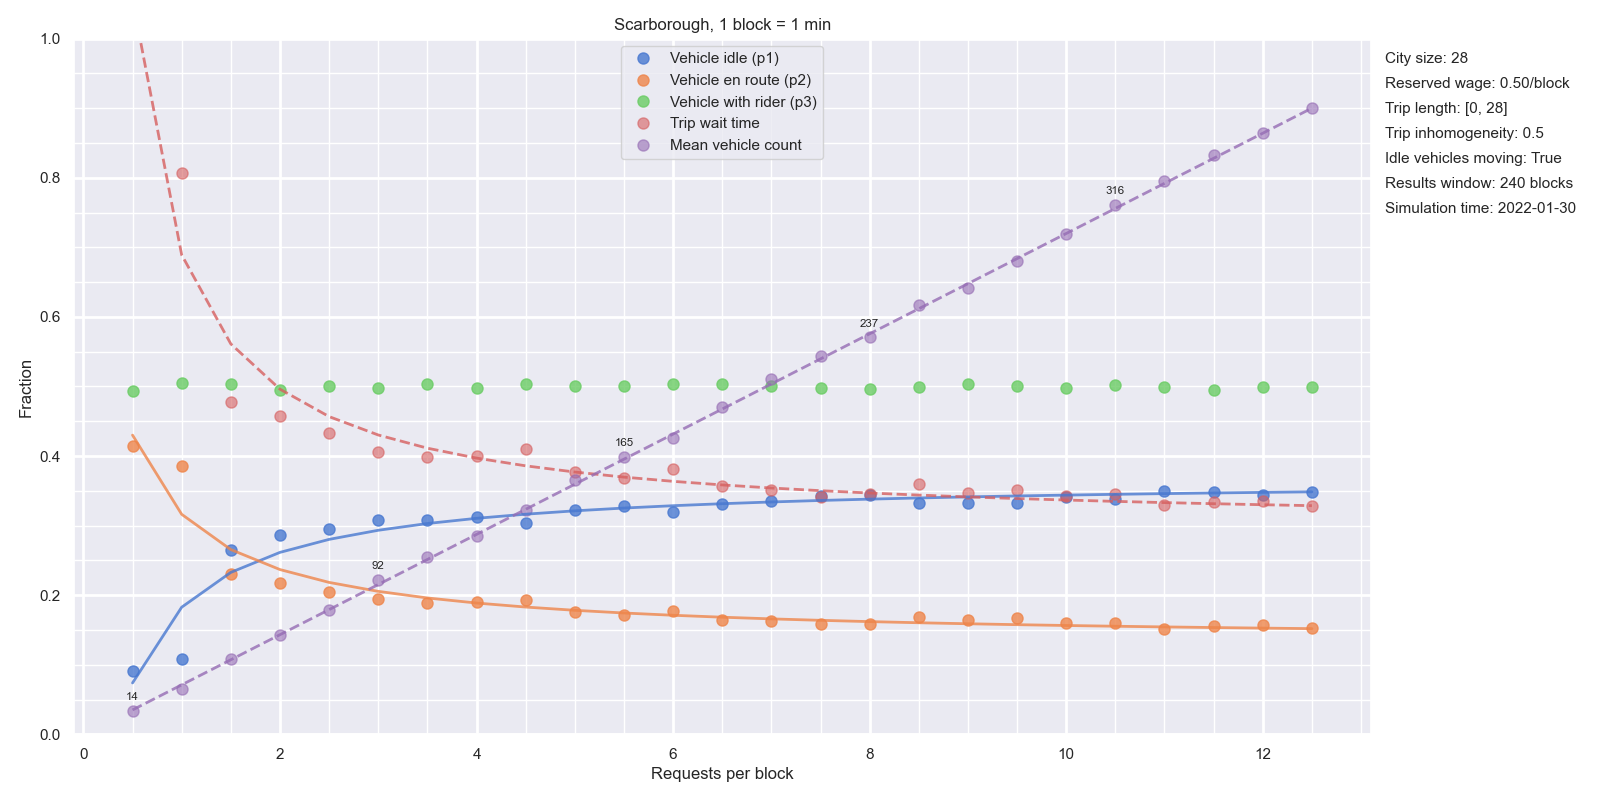 Scarborough, 1 block = 1 min
Vehicle idle (p1)
Vehicle en route (p2)
Vehicle with rider (p3)
Trip wait time
Mean vehicle count
City size: 28
Reserved wage: 0.50/block
Trip length: [0, 28]
Trip inhomogeneity: 0.5
Idle vehicles moving: True
Results window: 240 blocks
Simulation time: 2022-01-30
Fraction
1.0
0.8
0.6
0.4
0.2
0.0
14
92
165
237
316
0 2 4 6 8 10 12
Requests per block